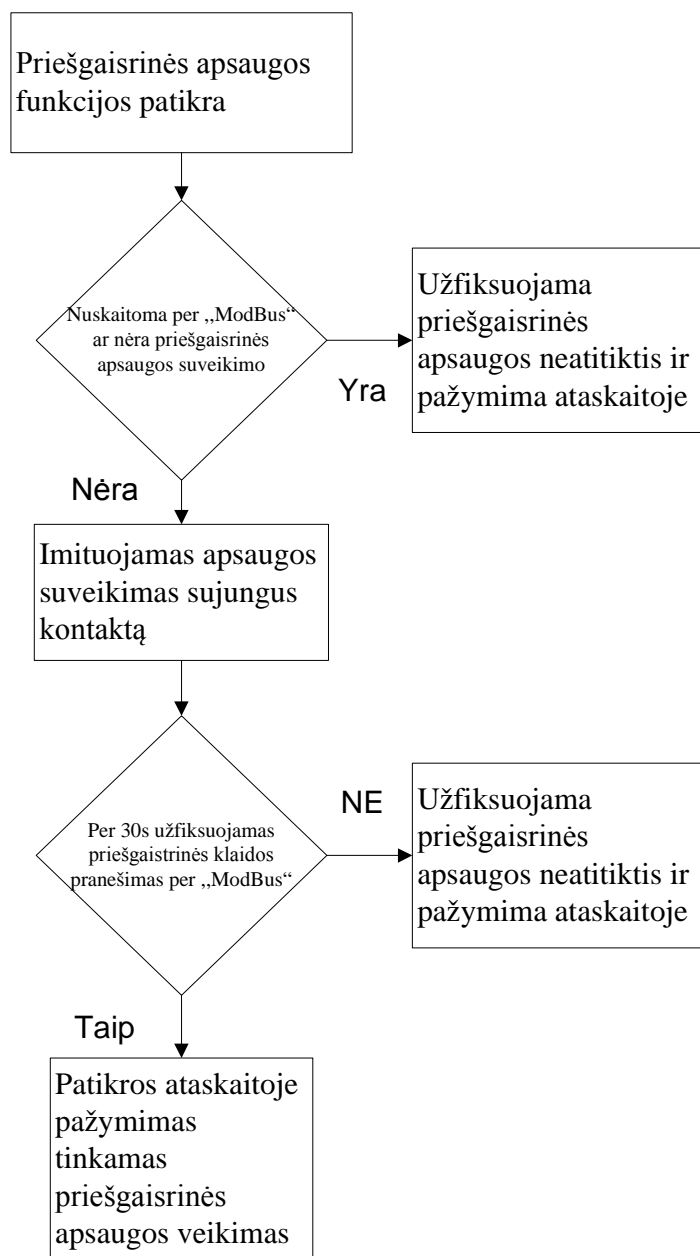 Priešgaisrinės apsaugos
funkcijos patikra
Nuskaitoma per ,,ModBus“
ar nėra priešgaisrinės
apsaugos suveikimo
Yra
Užfiksuojama
priešgaisrinės
apsaugos neatitiktis ir
pažymima ataskaitoje
Nėra
Imituojamas apsaugos
suveikimas sujungus
kontaktą
Per 30s užfiksuojamas
priešgaistrinės klaidos
pranešimas per ,,ModBus“
NE
Užfiksuojama
priešgaisrinės
apsaugos neatitiktis ir
pažymima ataskaitoje
Taip
Patikros ataskaitoje
pažymimas
tinkamas
priešgaisrinės
apsaugos veikimas